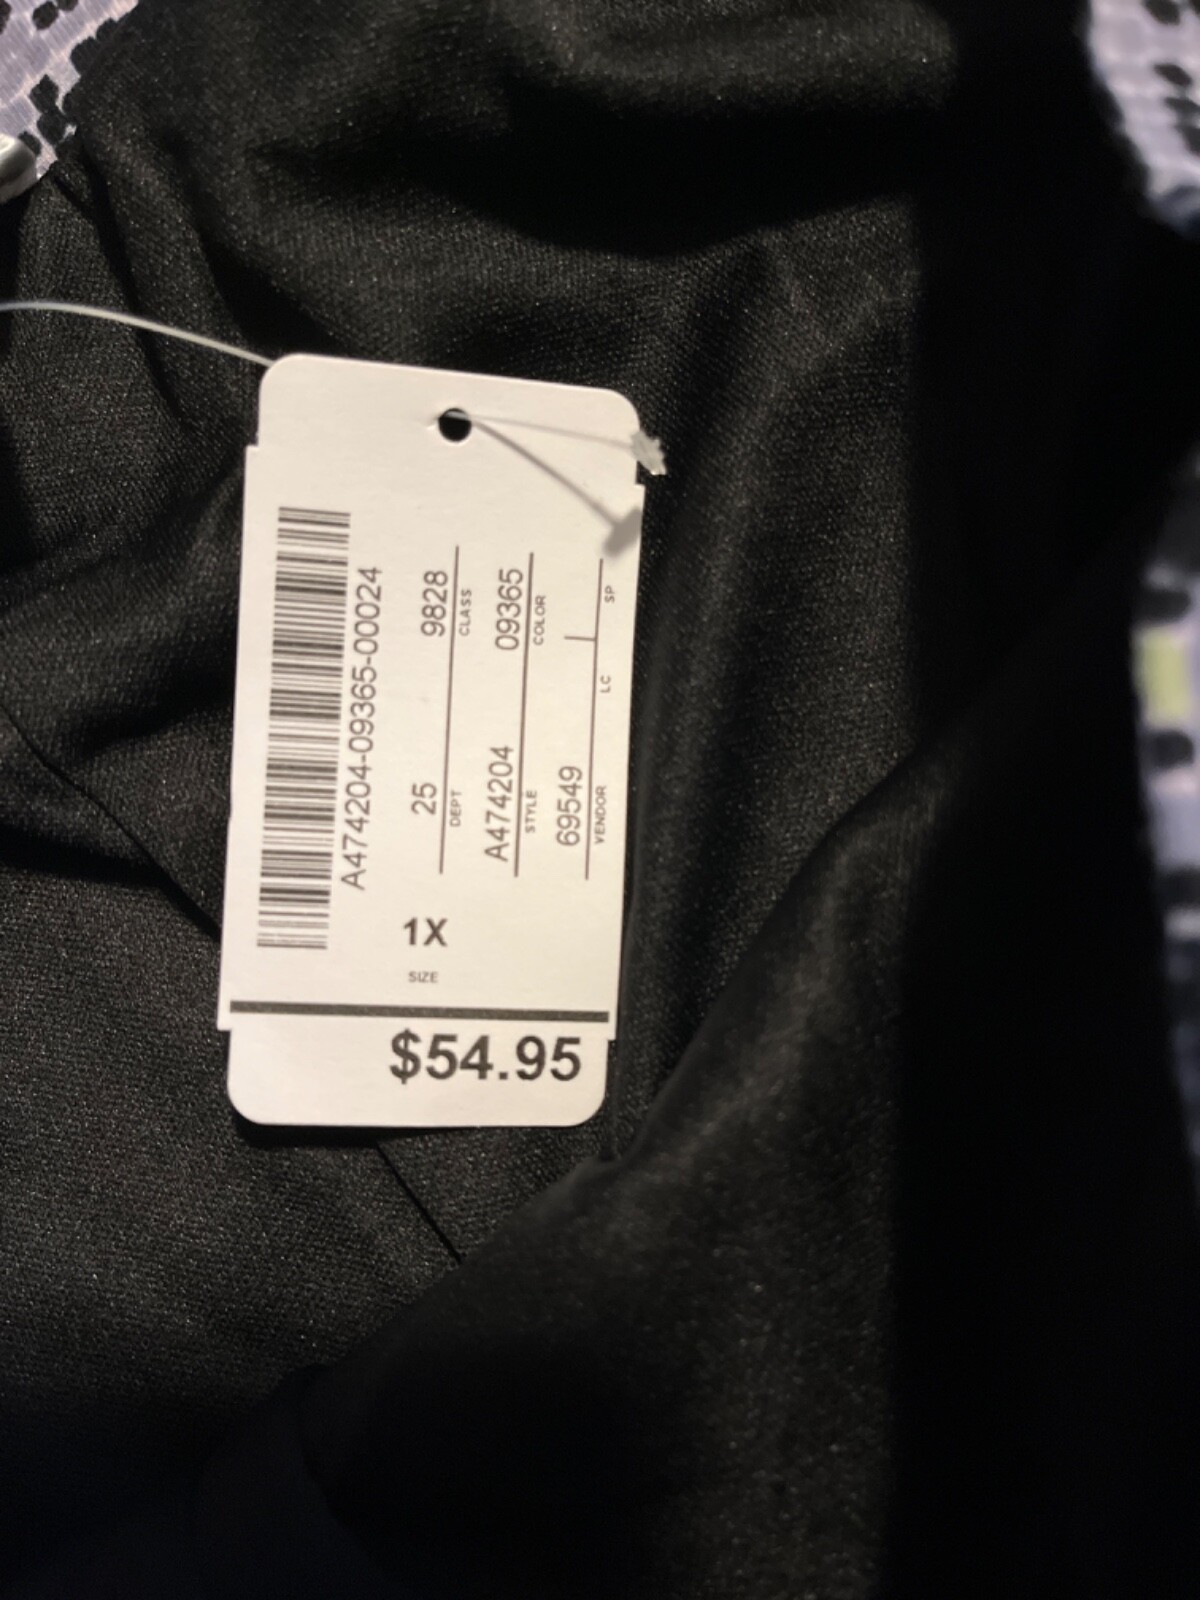 A474204-09365-00024
25 9828
DEPT CLASS
A474204 09365
STYLE COLOR
69549
VENDOR LC SP
1X
SIZE
$54.95